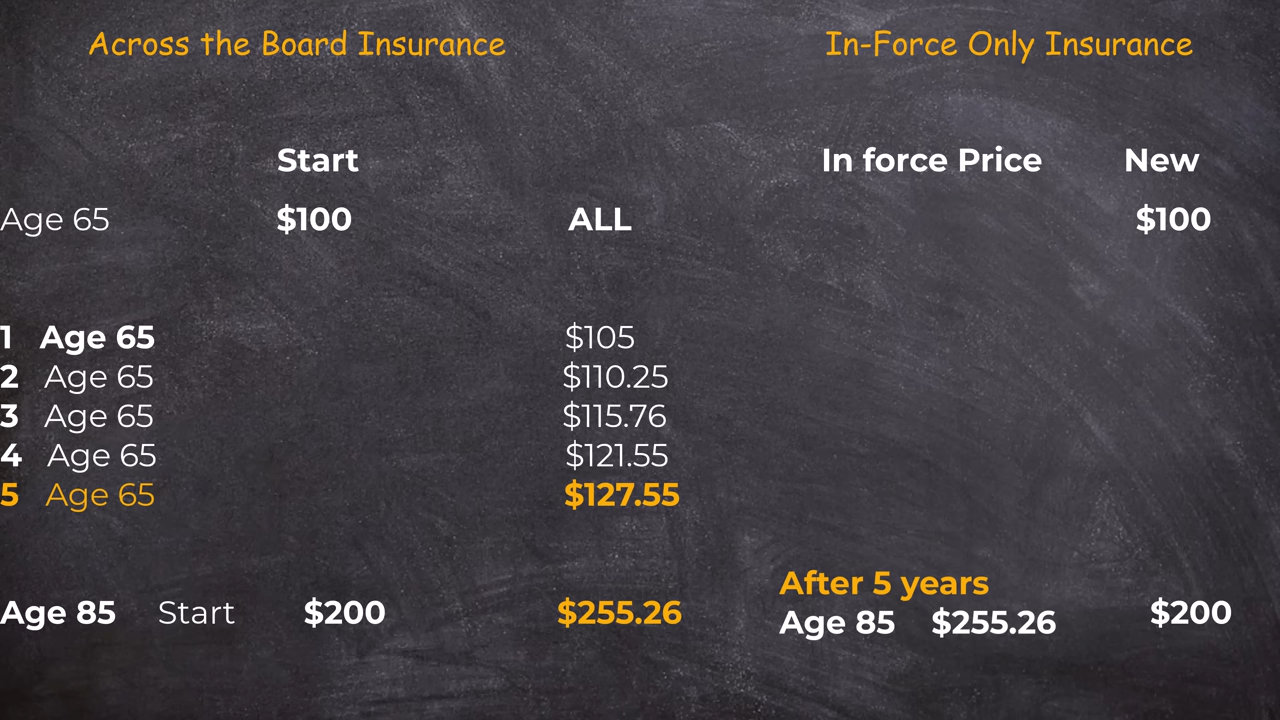 Across the Board Insurance
In-Force Only Insurance
Start
In force Price New
Age 65 $100 ALL $100
1 Age 65 $105
2 Age 65 $110.25
3 Age 65 $115.76
4 Age 65 $121.55
5 Age 65 $127.55
After 5 years
Age 85 Start $200 $255.26
Age 85 $255.26 $200